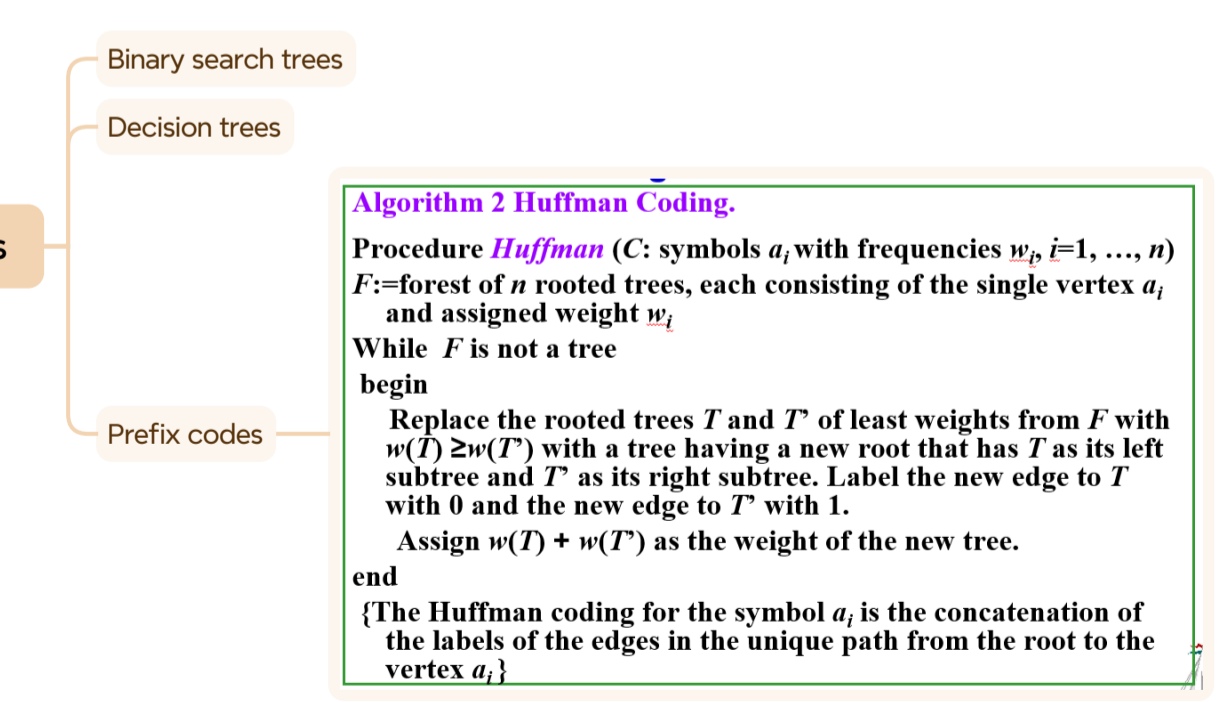 Binary search trees
Decision trees
s
Algorithm 2 Huffman Coding.
Procedure Huffman (C: symbols aᵢ with frequencies wᵢ, i=1, …, n)
F:=forest of n rooted trees, each consisting of the single vertex aᵢ
and assigned weight wᵢ
While F is not a tree
begin
Replace the rooted trees T and T’ of least weights from F with
w(T) ≥w(T’) with a tree having a new root that has T as its left
subtree and T’ as its right subtree. Label the new edge to T
with 0 and the new edge to T’ with 1.
Assign w(T) + w(T’) as the weight of the new tree.
end
{The Huffman coding for the symbol aᵢ is the concatenation of
the labels of the edges in the unique path from the root to the
vertex aᵢ}
Prefix codes